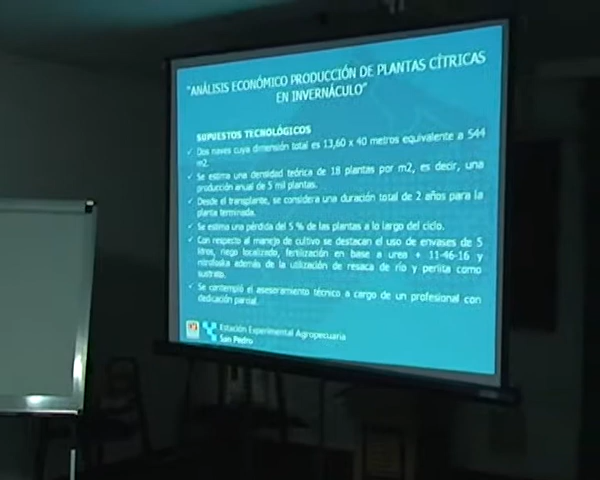 "ANÁLISIS ECONÓMICO PRODUCCIÓN DE PLANTAS CÍTRICAS
EN INVERNÁCULO"
SUPUESTOS TECNOLÓGICOS
✓ Dos naves cuya dimensión total es 13,60 x 40 metros equivalente a 544
m2.
✓ Se estima una densidad teórica de 18 plantas por m2, es decir, una
producción anual de 5 mil plantas.
✓ Desde el transplante, se considera una duración total de 2 años para la
planta terminada.
✓ Se estima una pérdida del 5 % de las plantas a lo largo del ciclo.
✓ Con respecto al manejo de cultivo se destacan el uso de envases de 5
litros, riego localizado, fertilización en base a urea + 11-46-16 y
nitrofoska además de la utilización de resaca de río y perlita como
sustrato.
✓ Se contempló el asesoramiento técnico a cargo de un profesional con
dedicación parcial.
Estación Experimental Agropecuaria
San Pedro